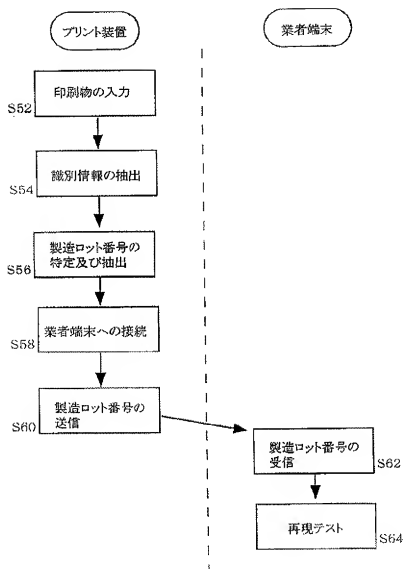 プリント装置
業者端末
印刷物の入力
S52
識別情報の抽出
S54
製造ロット番号の
特定及び抽出
S56
業者端末への接続
S58
製造ロット番号の
送信
S60
製造ロット番号の
受信
S62
再現テスト
S64